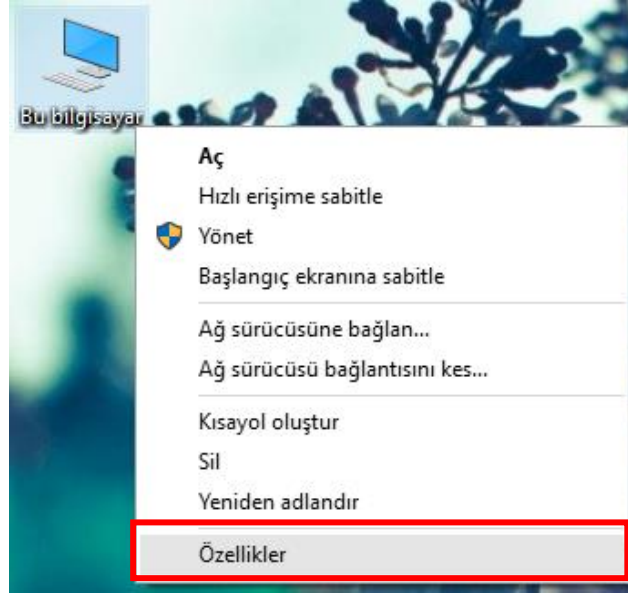 Bu bilgisayar
Aç
Hızlı erişime sabitle
Yönet
Başlangıç ekranına sabitle
Ağ sürücüsüne bağlan...
Ağ sürücüsü bağlantısını kes...
Kısayol oluştur
Sil
Yeniden adlandır
Özellikler